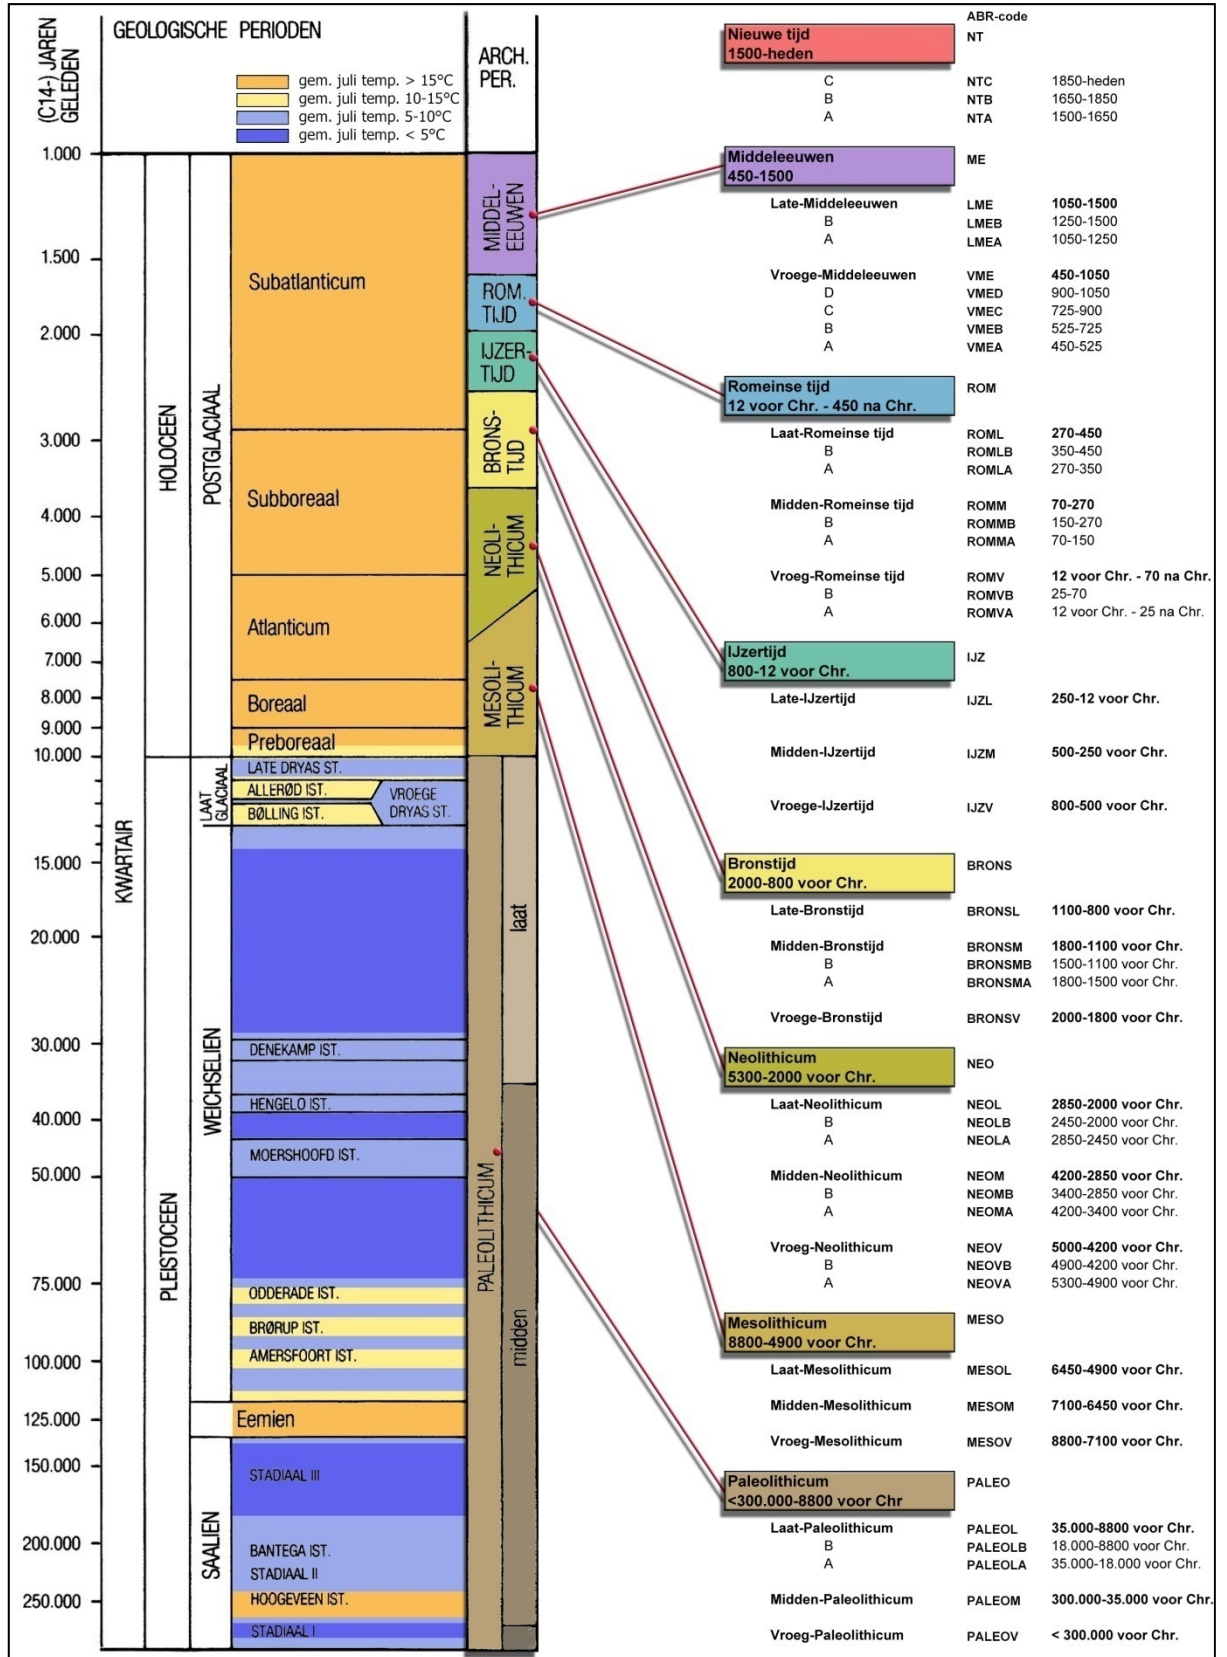 (C14-) JAREN
GELEDEN
GEOLOGISCHE PERIODEN
gem. juli temp. > 15°C
gem. juli temp. 10-15°C
gem. juli temp. 5-10°C
gem. juli temp. < 5°C
ARCH.
PER.
1.000
1.500
2.000
3.000
4.000
5.000
6.000
7.000
8.000
9.000
10.000
15.000
20.000
30.000
40.000
50.000
75.000
100.000
125.000
150.000
200.000
250.000
KWARTAIR
HOLOCEEN
PLEISTOCEEN
POSTGLACIAAL
LAAT
GLACIAAL
WEICHSELIEN
SAALIEN
Subatlanticum
Subboreaal
Atlanticum
Boreaal
Preboreaal
LATE DRYAS ST.
ALLERØD IST.
VROEGE
DRYAS ST.
BØLLING IST.
DENEKAMP IST.
HENGELO IST.
MOERSHOOFD IST.
ODDERADE IST.
BRØRUP IST.
AMERSFOORT IST.
Eemien
STADIAAL III
BANTEGA IST.
STADIAAL II
HOOGEVEEN IST.
STADIAAL I
MIDDEL-
EEUWEN
ROM.
TIJD
IJZER-
TIJD
BRONS-
TIJD
NEOLI-
THICUM
MESOLI-
THICUM
PALEOLITHICUM
laat
midden
ABR-code
Nieuwe tijd NT
1500-heden
C NTC 1850-heden
B NTB 1650-1850
A NTA 1500-1650
Middeleeuwen ME
450-1500
Late-Middeleeuwen LME 1050-1500
B LMEB 1250-1500
A LMEA 1050-1250
Vroege-Middeleeuwen VME 450-1050
D VMED 900-1050
C VMEC 725-900
B VMEB 525-725
A VMEA 450-525
Romeinse tijd ROM
12 voor Chr. - 450 na Chr.
Laat-Romeinse tijd ROML 270-450
B ROMLB 350-450
A ROMLA 270-350
Midden-Romeinse tijd ROMM 70-270
B ROMMB 150-270
A ROMMA 70-150
Vroeg-Romeinse tijd ROMV 12 voor Chr. - 70 na Chr.
B ROMVB 25-70
A ROMVA 12 voor Chr. - 25 na Chr.
IJzertijd IJZ
800-12 voor Chr.
Late-IJzertijd IJZL 250-12 voor Chr.
Midden-IJzertijd IJZM 500-250 voor Chr.
Vroege-IJzertijd IJZV 800-500 voor Chr.
Bronstijd BRONS
2000-800 voor Chr.
Late-Bronstijd BRONSL 1100-800 voor Chr.
Midden-Bronstijd BRONSM 1800-1100 voor Chr.
B BRONSMB 1500-1100 voor Chr.
A BRONSMA 1800-1500 voor Chr.
Vroege-Bronstijd BRONSV 2000-1800 voor Chr.
Neolithicum NEO
5300-2000 voor Chr.
Laat-Neolithicum NEOL 2850-2000 voor Chr.
B NEOLB 2450-2000 voor Chr.
A NEOLA 2850-2450 voor Chr.
Midden-Neolithicum NEOM 4200-2850 voor Chr.
B NEOMB 3400-2850 voor Chr.
A NEOMA 4200-3400 voor Chr.
Vroeg-Neolithicum NEOV 5000-4200 voor Chr.
B NEOVB 4900-4200 voor Chr.
A NEOVA 5300-4900 voor Chr.
Mesolithicum MESO
8800-4900 voor Chr.
Laat-Mesolithicum MESOL 6450-4900 voor Chr.
Midden-Mesolithicum MESOM 7100-6450 voor Chr.
Vroeg-Mesolithicum MESOV 8800-7100 voor Chr.
Paleolithicum PALEO
<300.000-8800 voor Chr
Laat-Paleolithicum PALEOL 35.000-8800 voor Chr.
B PALEOLB 18.000-8800 voor Chr.
A PALEOLA 35.000-18.000 voor Chr.
Midden-Paleolithicum PALEOM 300.000-35.000 voor Chr.
Vroeg-Paleolithicum PALEOV < 300.000 voor Chr.